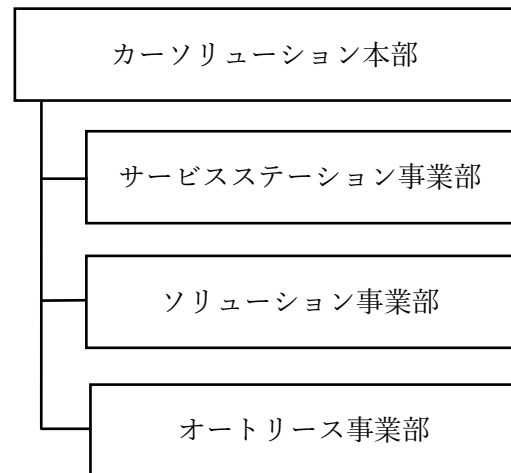 カーソリューション本部
サービスステーション事業部
ソリューション事業部
オートリース事業部